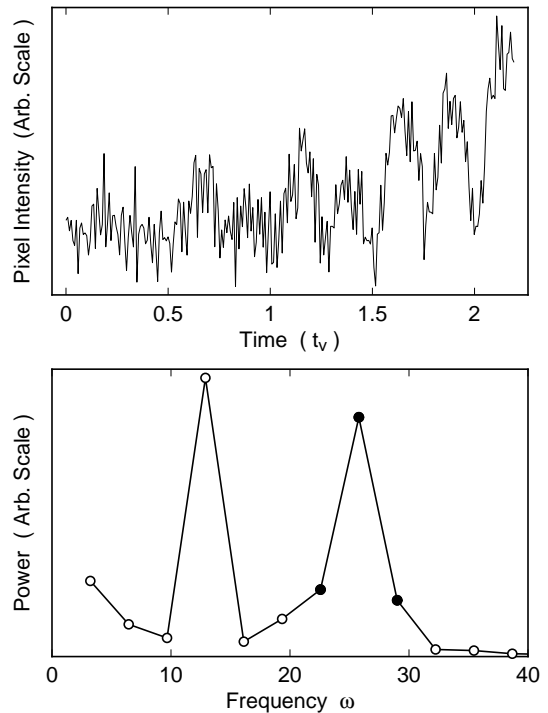 Pixel Intensity (Arb. Scale)
0 0.5 1 1.5 2
Time ( t_v )
Power ( Arb. Scale )
0 10 20 30 40
Frequency ω